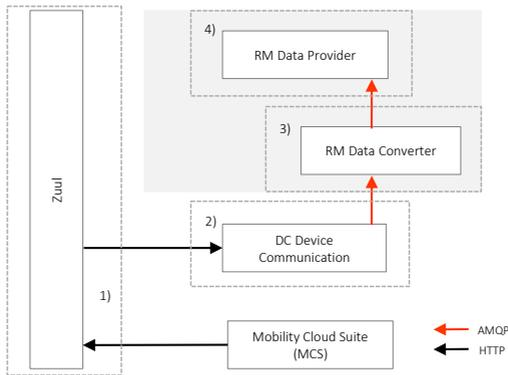 4)
RM Data Provider
3)
RM Data Converter
Zuul
2)
DC Device
Communication
1)
Mobility Cloud Suite
(MCS)
AMQP
HTTP